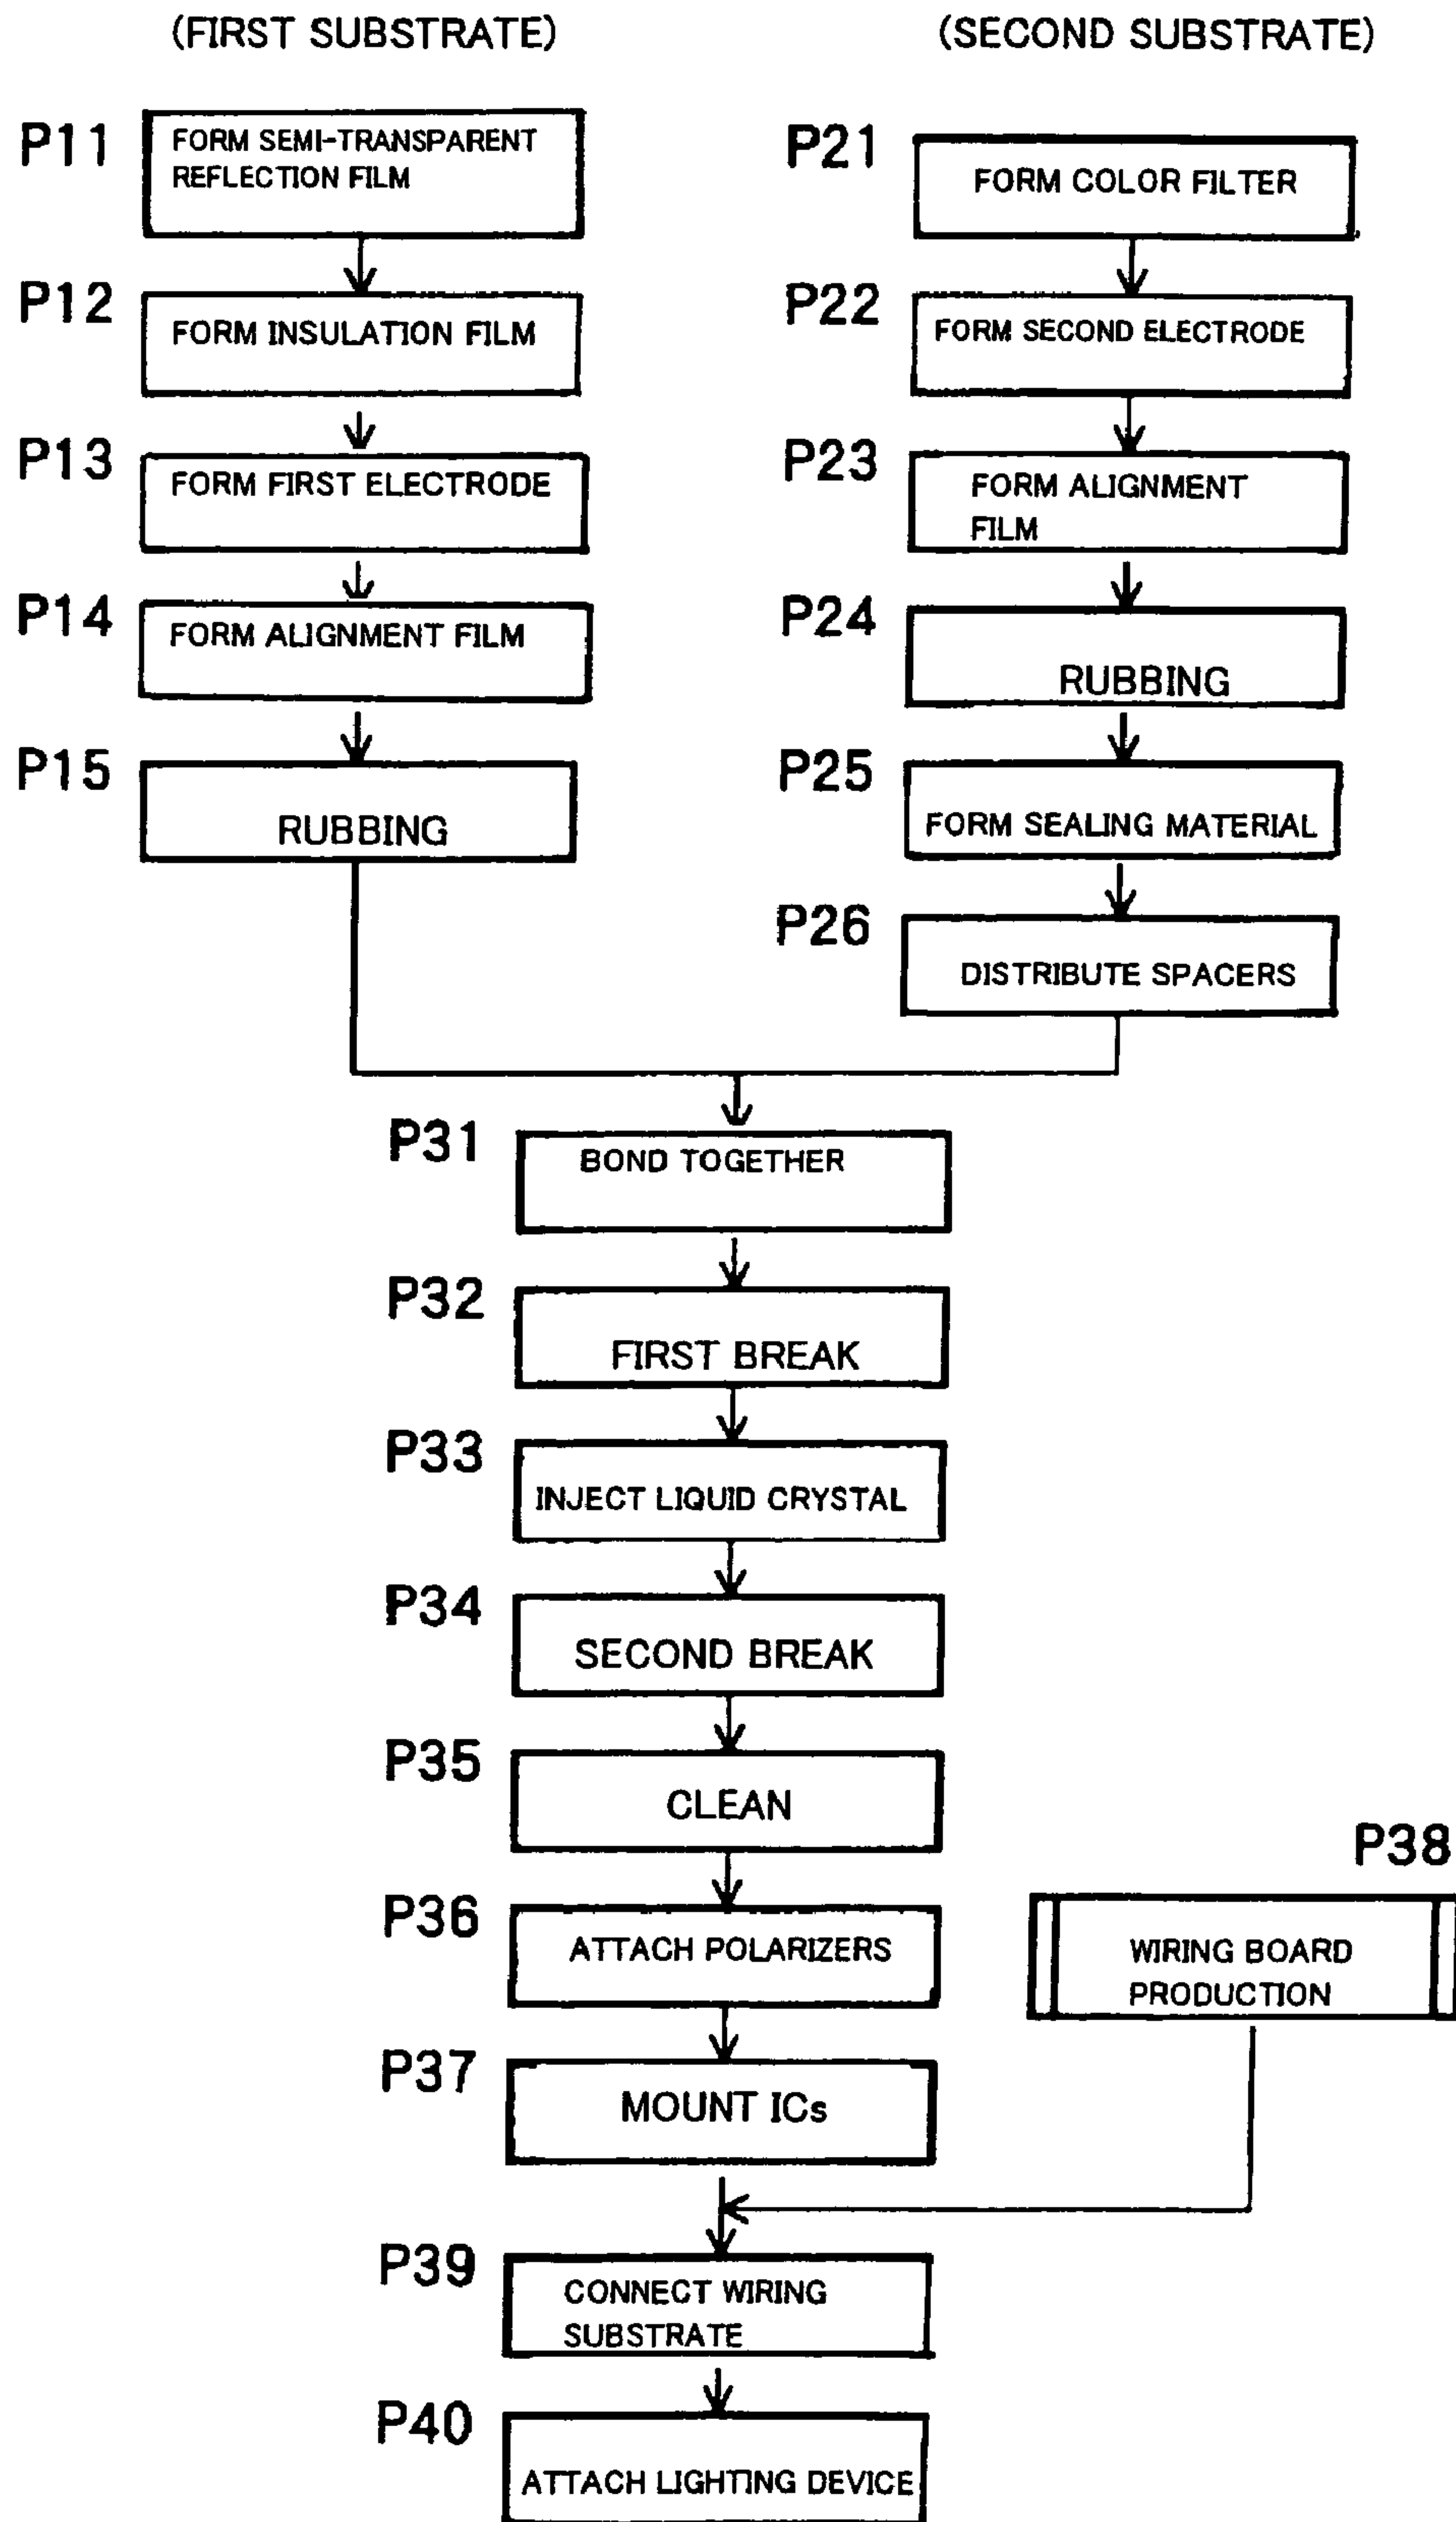 (FIRST SUBSTRATE)
P11
FORM SEMI-TRANSPARENT
REFLECTION FILM
P12
FORM INSULATION FILM
P13
FORM FIRST ELECTRODE
P14
FORM ALIGNMENT FILM
P15
RUBBING
(SECOND SUBSTRATE)
P21
FORM COLOR FILTER
P22
FORM SECOND ELECTRODE
P23
FORM ALIGNMENT
FILM
P24
RUBBING
P25
FORM SEALING MATERIAL
P26
DISTRIBUTE SPACERS
P31
BOND TOGETHER
P32
FIRST BREAK
P33
INJECT LIQUID CRYSTAL
P34
SECOND BREAK
P35
CLEAN
P36
ATTACH POLARIZERS
P37
MOUNT ICs
P38
WIRING BOARD
PRODUCTION
P39
CONNECT WIRING
SUBSTRATE
P40
ATTACH LIGHTING DEVICE